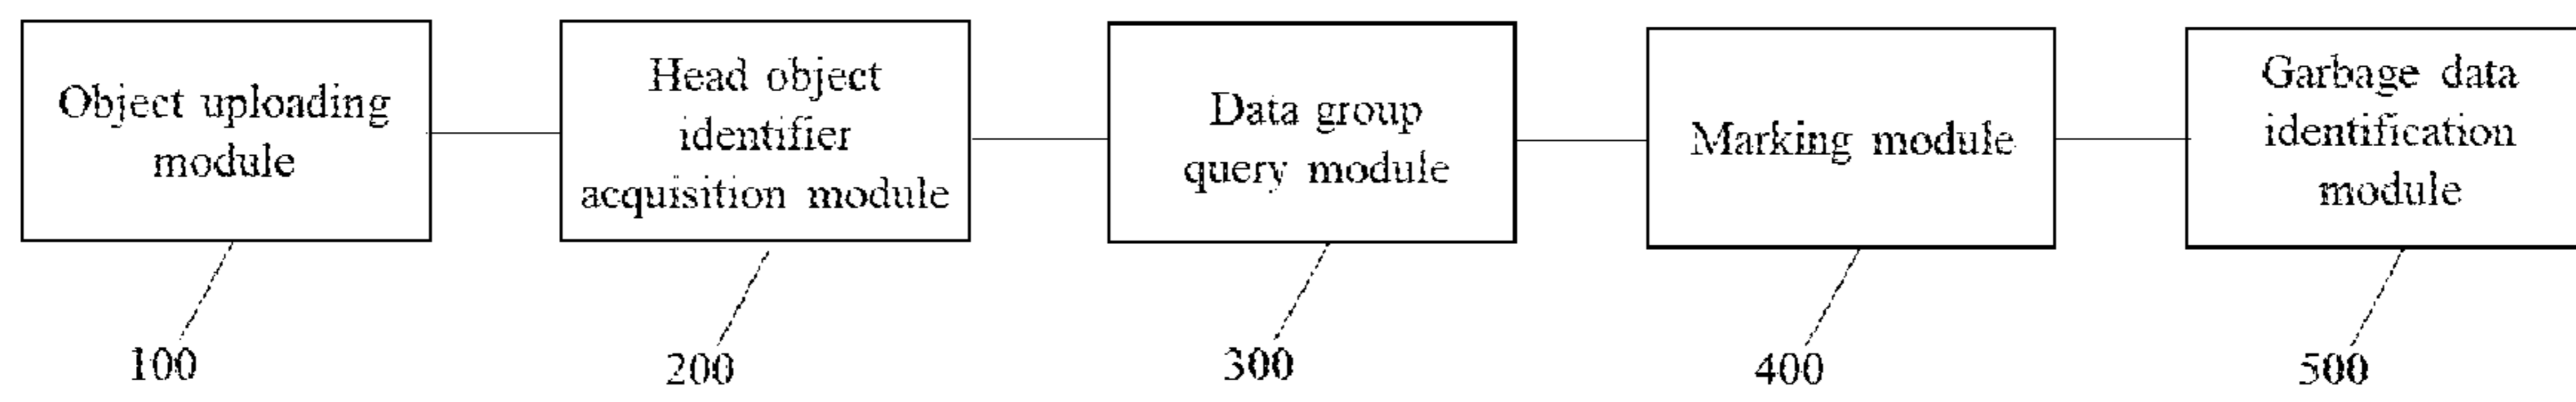 Object uploading
module
Head object
identifier
acquisition module
Data group
query module
Marking module
Garbage data
identification
module
100
200
300
400
500